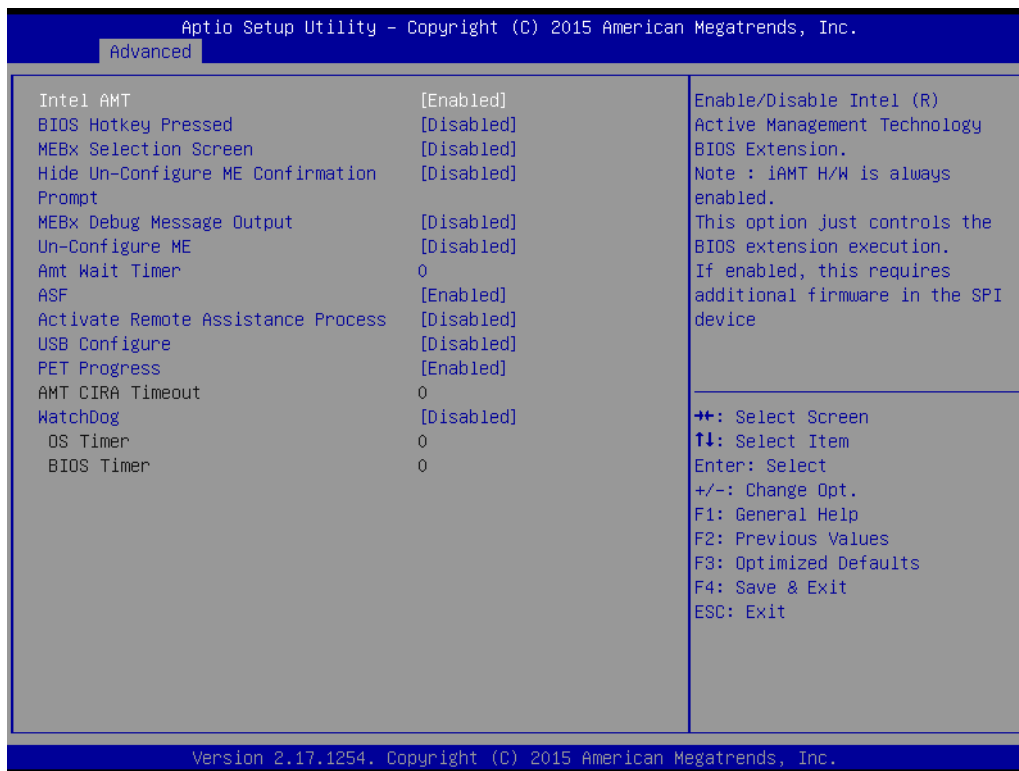 Aptio Setup Utility – Copyright (C) 2015 American Megatrends, Inc.
Advanced
Intel AMT [Enabled]
BIOS Hotkey Pressed [Disabled]
MEBx Selection Screen [Disabled]
Hide Un-Configure ME Confirmation [Disabled]
Prompt
MEBx Debug Message Output [Disabled]
Un-Configure ME [Disabled]
Amt Wait Timer 0
ASF [Enabled]
Activate Remote Assistance Process [Disabled]
USB Configure [Disabled]
PET Progress [Enabled]
AMT CIRA Timeout 0
WatchDog [Disabled]
OS Timer 0
BIOS Timer 0
Enable/Disable Intel (R)
Active Management Technology
BIOS Extension.
Note : iAMT H/W is always
enabled.
This option just controls the
BIOS extension execution.
If enabled, this requires
additional firmware in the SPI
device
→←: Select Screen
↑↓: Select Item
Enter: Select
+/-: Change Opt.
F1: General Help
F2: Previous Values
F3: Optimized Defaults
F4: Save & Exit
ESC: Exit
Version 2.17.1254. Copyright (C) 2015 American Megatrends, Inc.